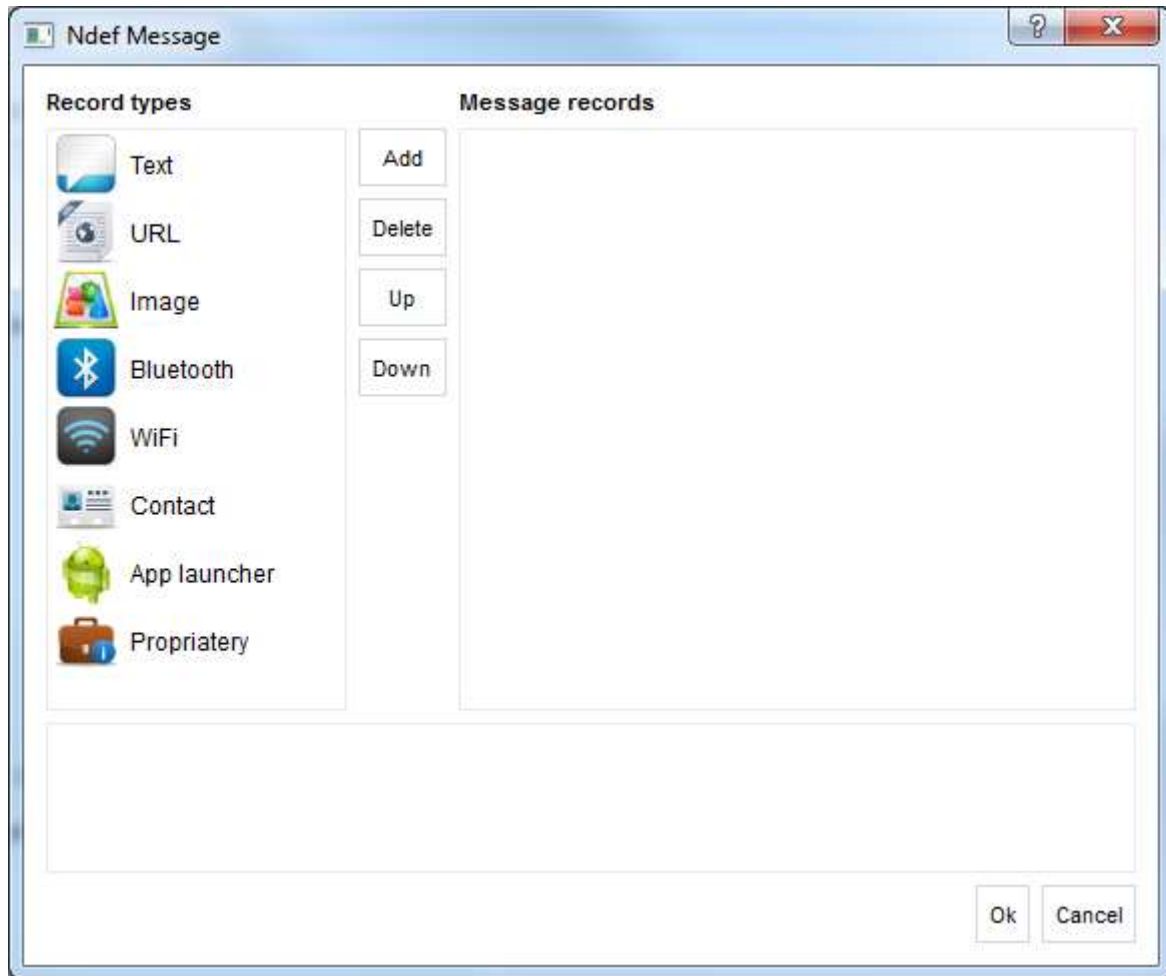 Ndef Message
Record types
Message records
Text
URL
Image
Bluetooth
WiFi
Contact
App launcher
Propriatery
Add
Delete
Up
Down
Ok
Cancel